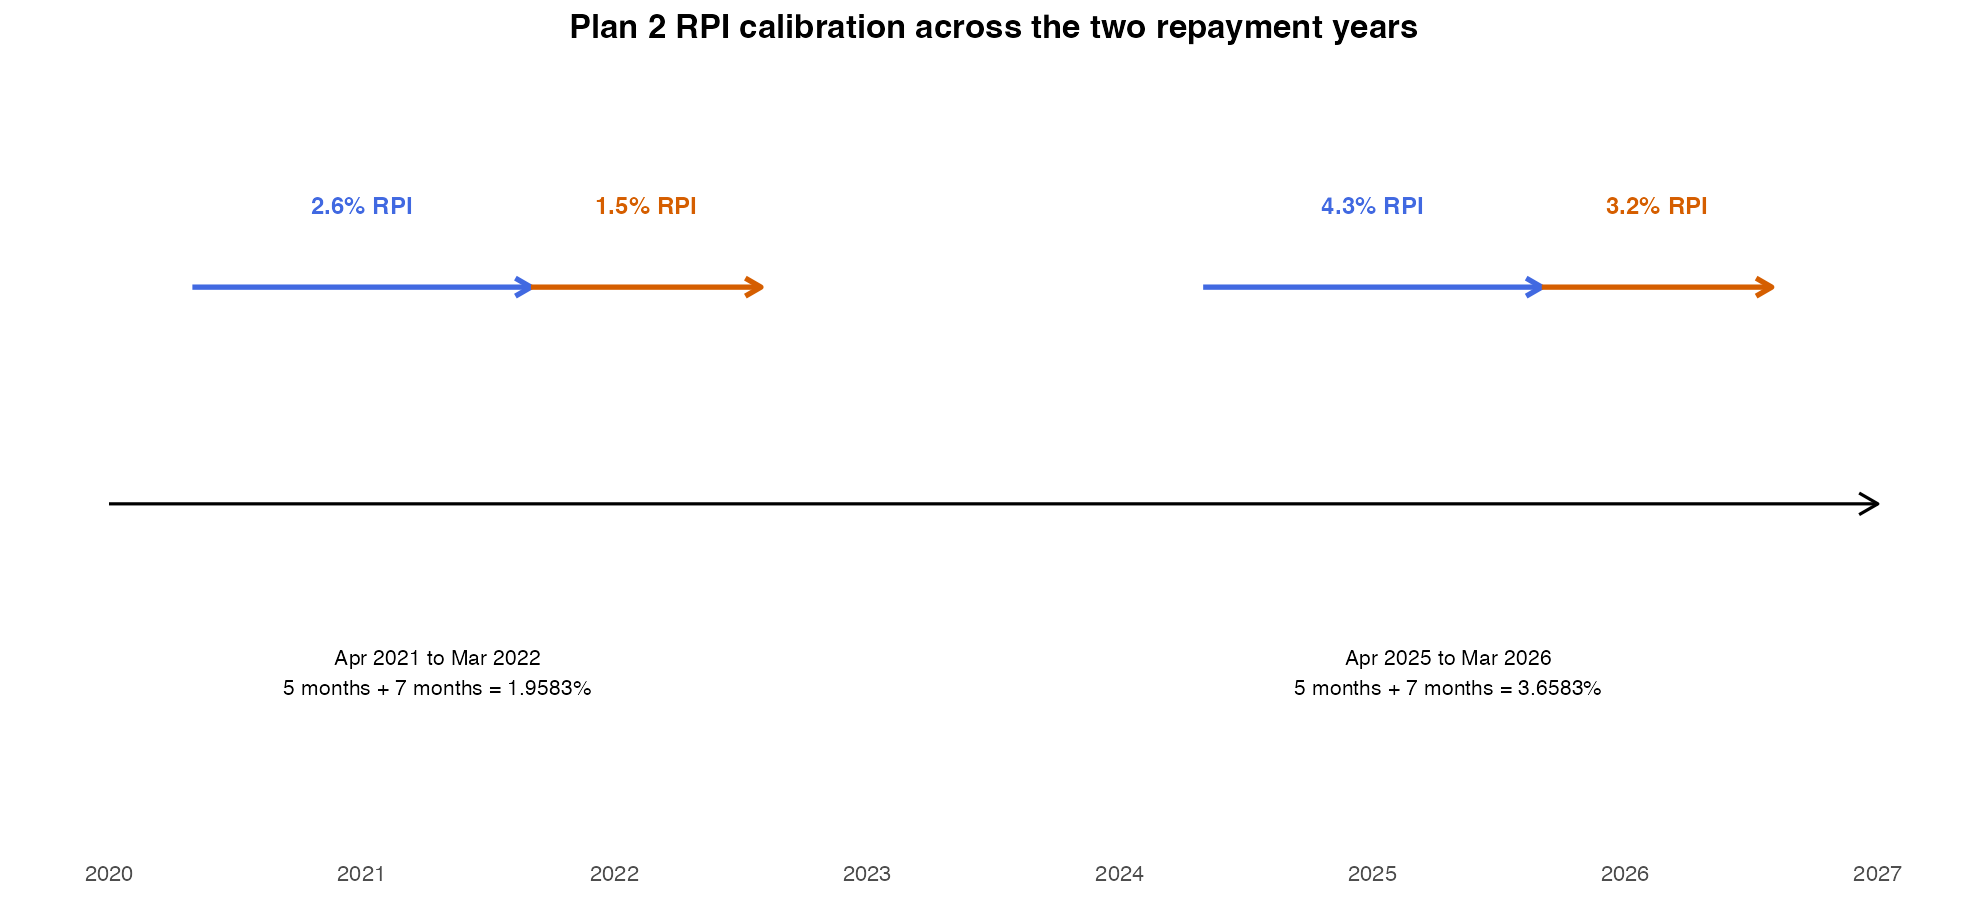 Plan 2 RPI calibration across the two repayment years
2.6% RPI
1.5% RPI
4.3% RPI
3.2% RPI
Apr 2021 to Mar 2022
5 months + 7 months = 1.9583%
Apr 2025 to Mar 2026
5 months + 7 months = 3.6583%
2020
2021
2022
2023
2024
2025
2026
2027